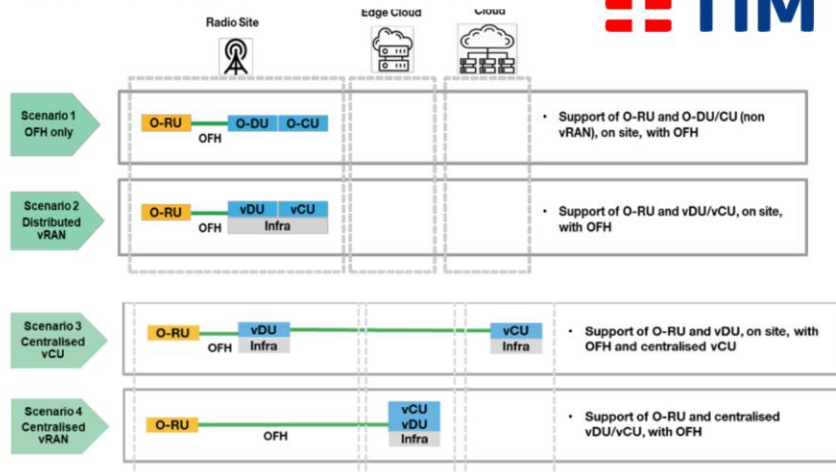 TIM
Radio Site
Edge Cloud
Cloud
Scenario 1
OFH only
O-RU
OFH
O-DU
O-CU
• Support of O-RU and O-DU/CU (non
vRAN), on site, with OFH
Scenario 2
Distributed
vRAN
O-RU
OFH
vDU
vCU
Infra
• Support of O-RU and vDU/vCU, on site,
with OFH
Scenario 3
Centralised
vCU
O-RU
OFH
vDU
Infra
vCU
Infra
• Support of O-RU and vDU, on site, with
OFH and centralised vCU
Scenario 4
Centralised
vRAN
O-RU
OFH
vCU
vDU
Infra
• Support of O-RU and centralised
vDU/vCU, with OFH